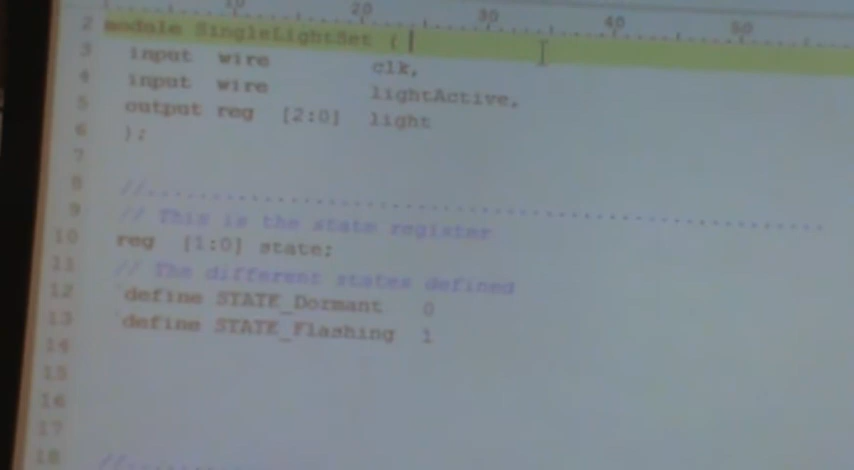 10 20 30 40 50
2 module SingleLightSet (
3 input wire clk,
4 input wire lightActive,
5 output reg [2:0] light
6 );
7
8 //..........................................................
9 // This is the state register
10 reg [1:0] state;
11 // The different states defined
12 `define STATE_Dormant 0
13 `define STATE_Flashing 1
14
15
16
17
18 //..........